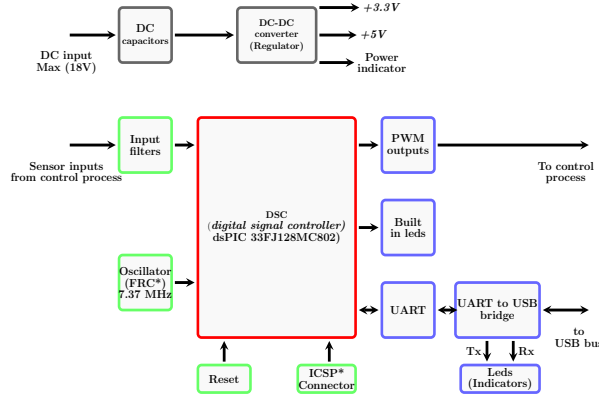 DC
capacitors
DC-DC
converter
(Regulator)
+3.3V
+5V
Power
indicator
DC input
Max (18V)
Input
filters
Sensor inputs
from control process
DSC
(digital signal controller)
dsPIC 33FJ128MC802)
PWM
outputs
To control
process
Built
in leds
Oscillator
(FRC*)
7.37 MHz
UART
UART to USB
bridge
to
USB bus
Tx
Rx
Reset
ICSP*
Connector
Leds
(Indicators)